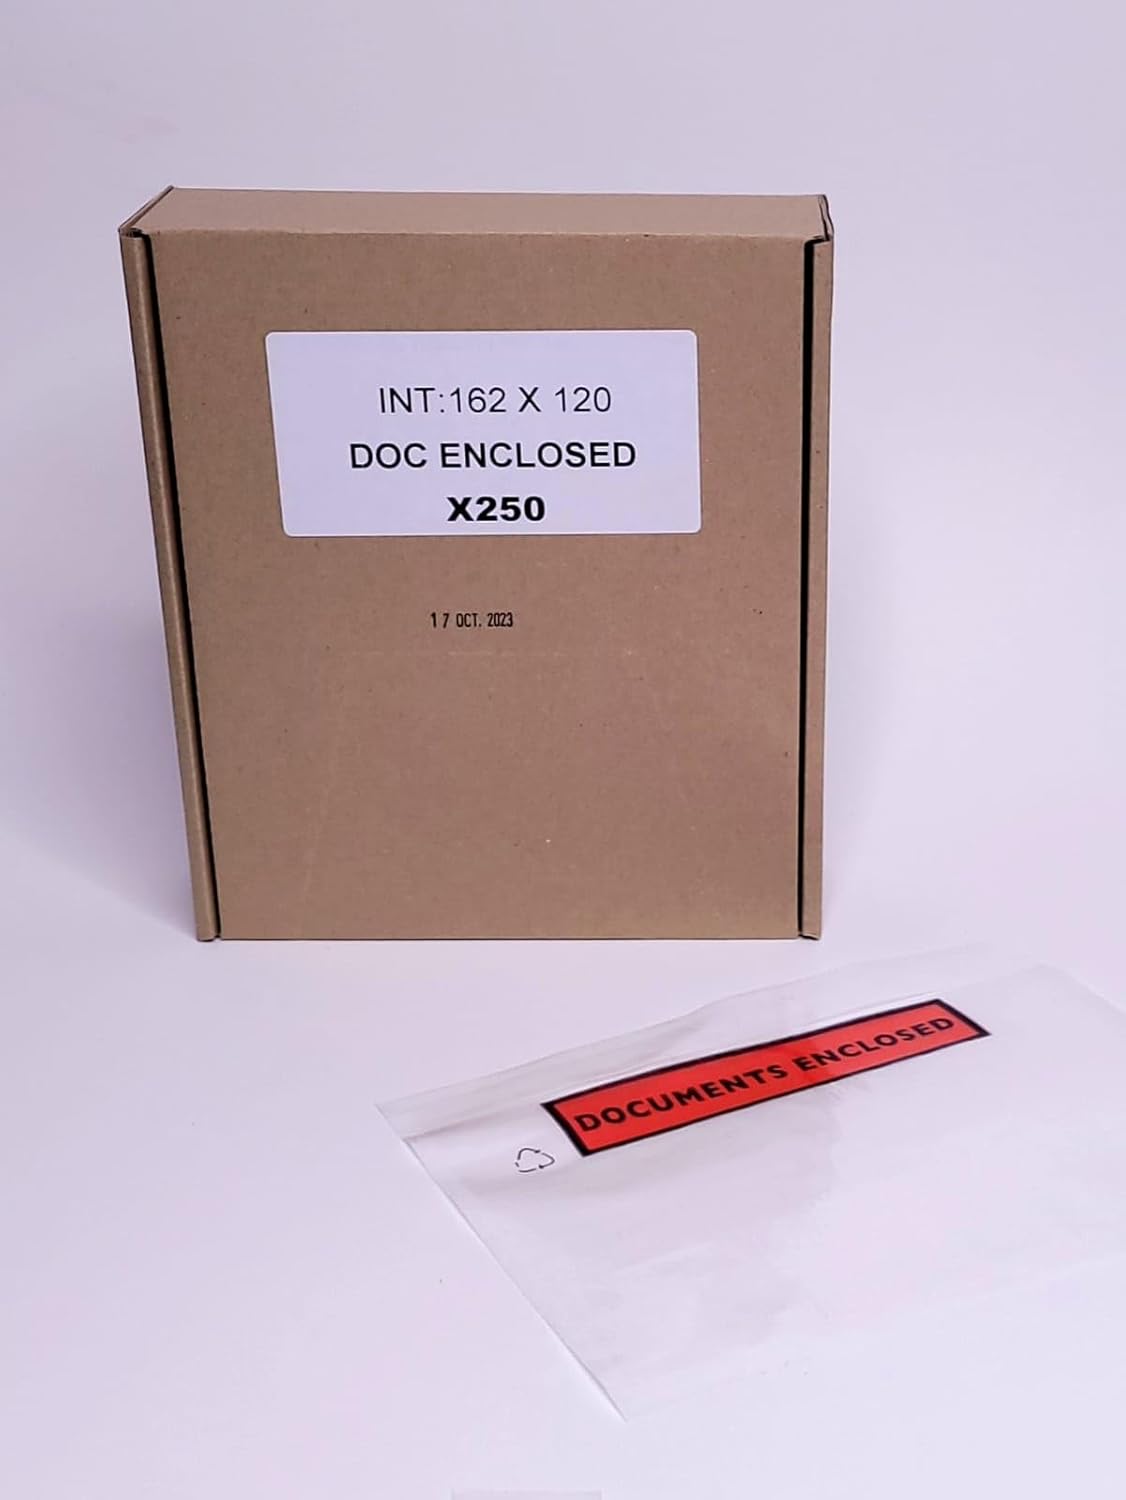 INT:162 X 120
DOC ENCLOSED
X250
17 OCT. 2023
DOCUMENTS ENCLOSED